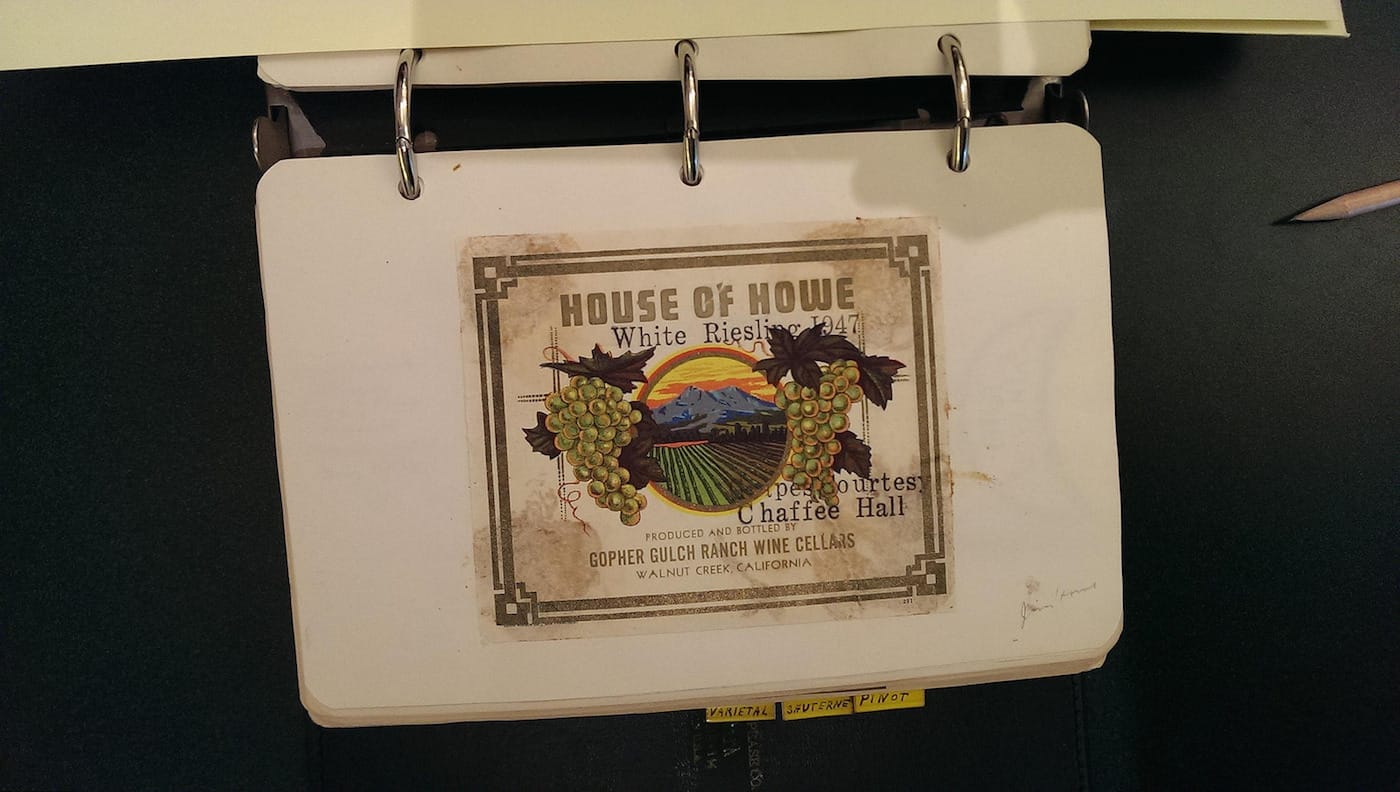 HOUSE OF HOWE
White Riesling 1947
Courtesy
Chaffee Hall
PRODUCED AND BOTTLED BY
GOPHER GULCH RANCH WINE CELLARS
WALNUT CREEK, CALIFORNIA
VARIETAL
SAUTERNE
PINOT